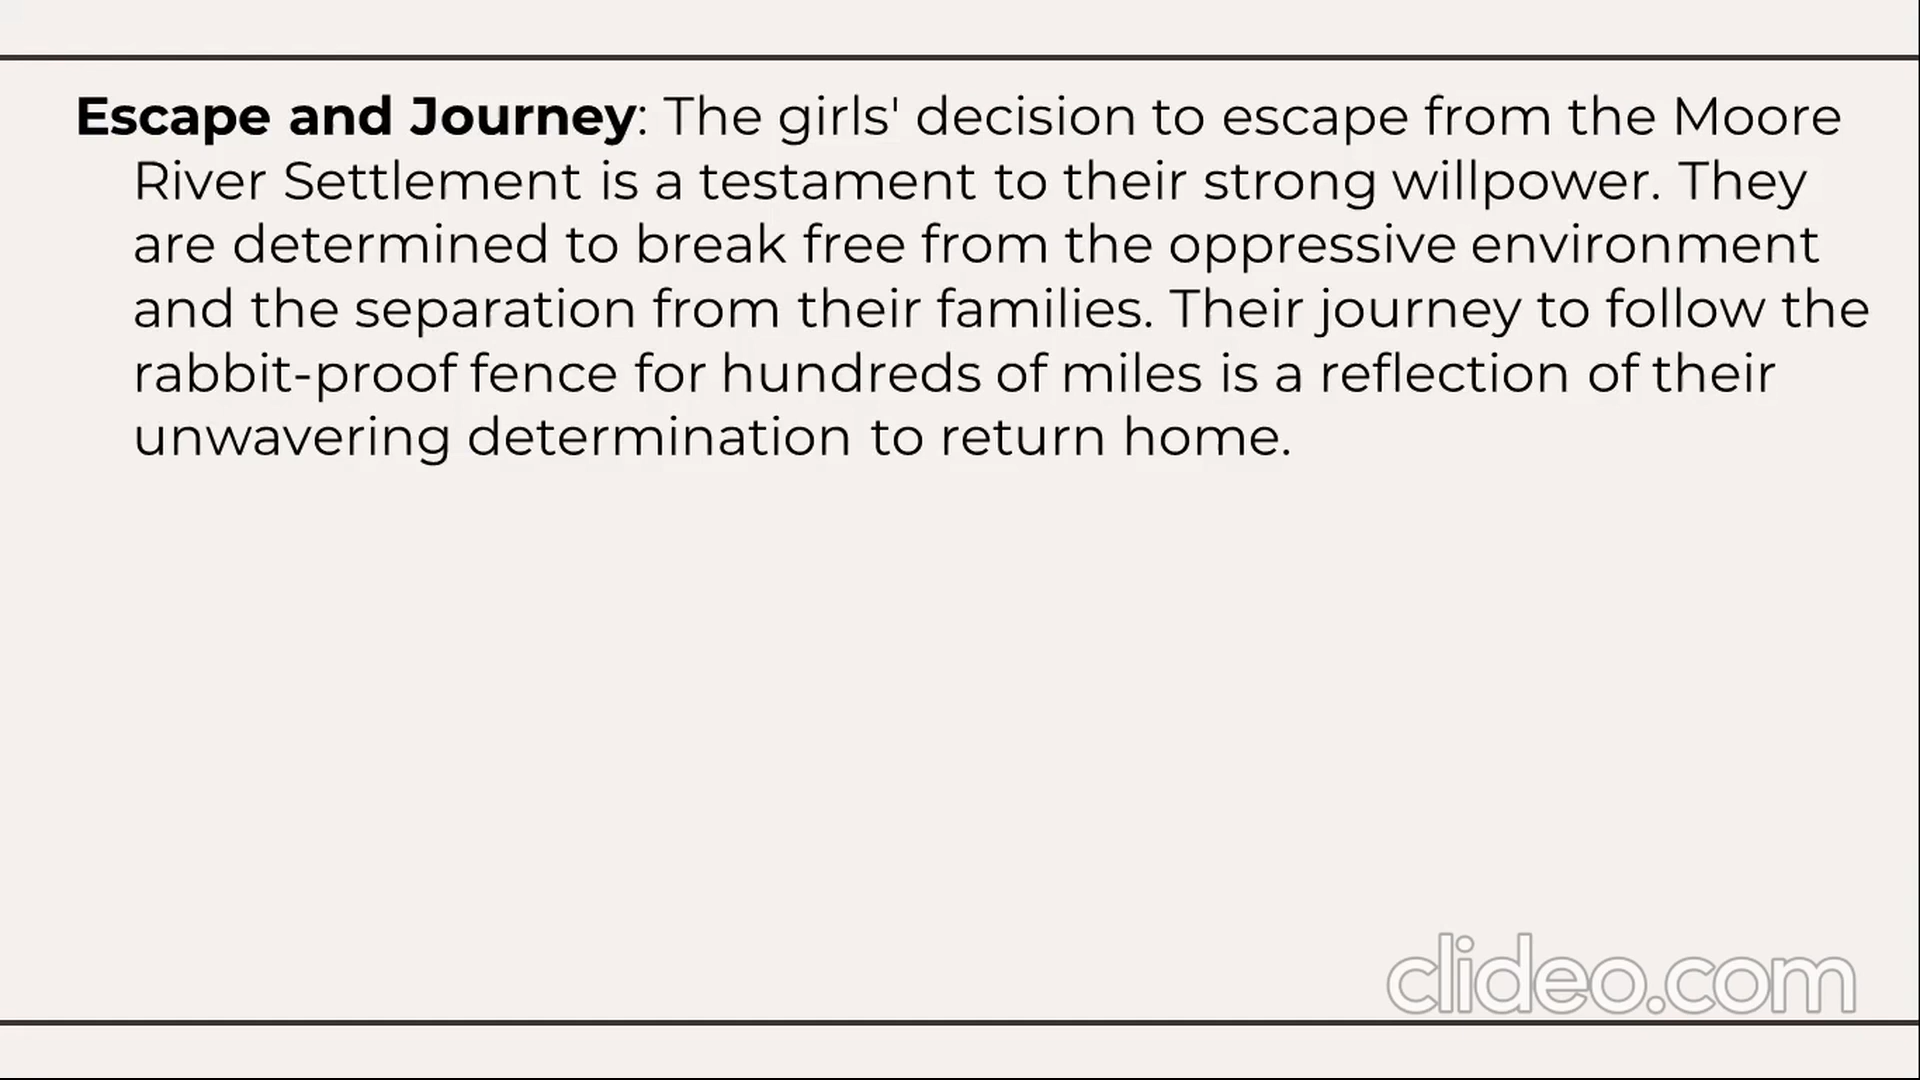 Escape and Journey: The girls' decision to escape from the Moore
River Settlement is a testament to their strong willpower. They
are determined to break free from the oppressive environment
and the separation from their families. Their journey to follow the
rabbit-proof fence for hundreds of miles is a reflection of their
unwavering determination to return home.
clideo.com